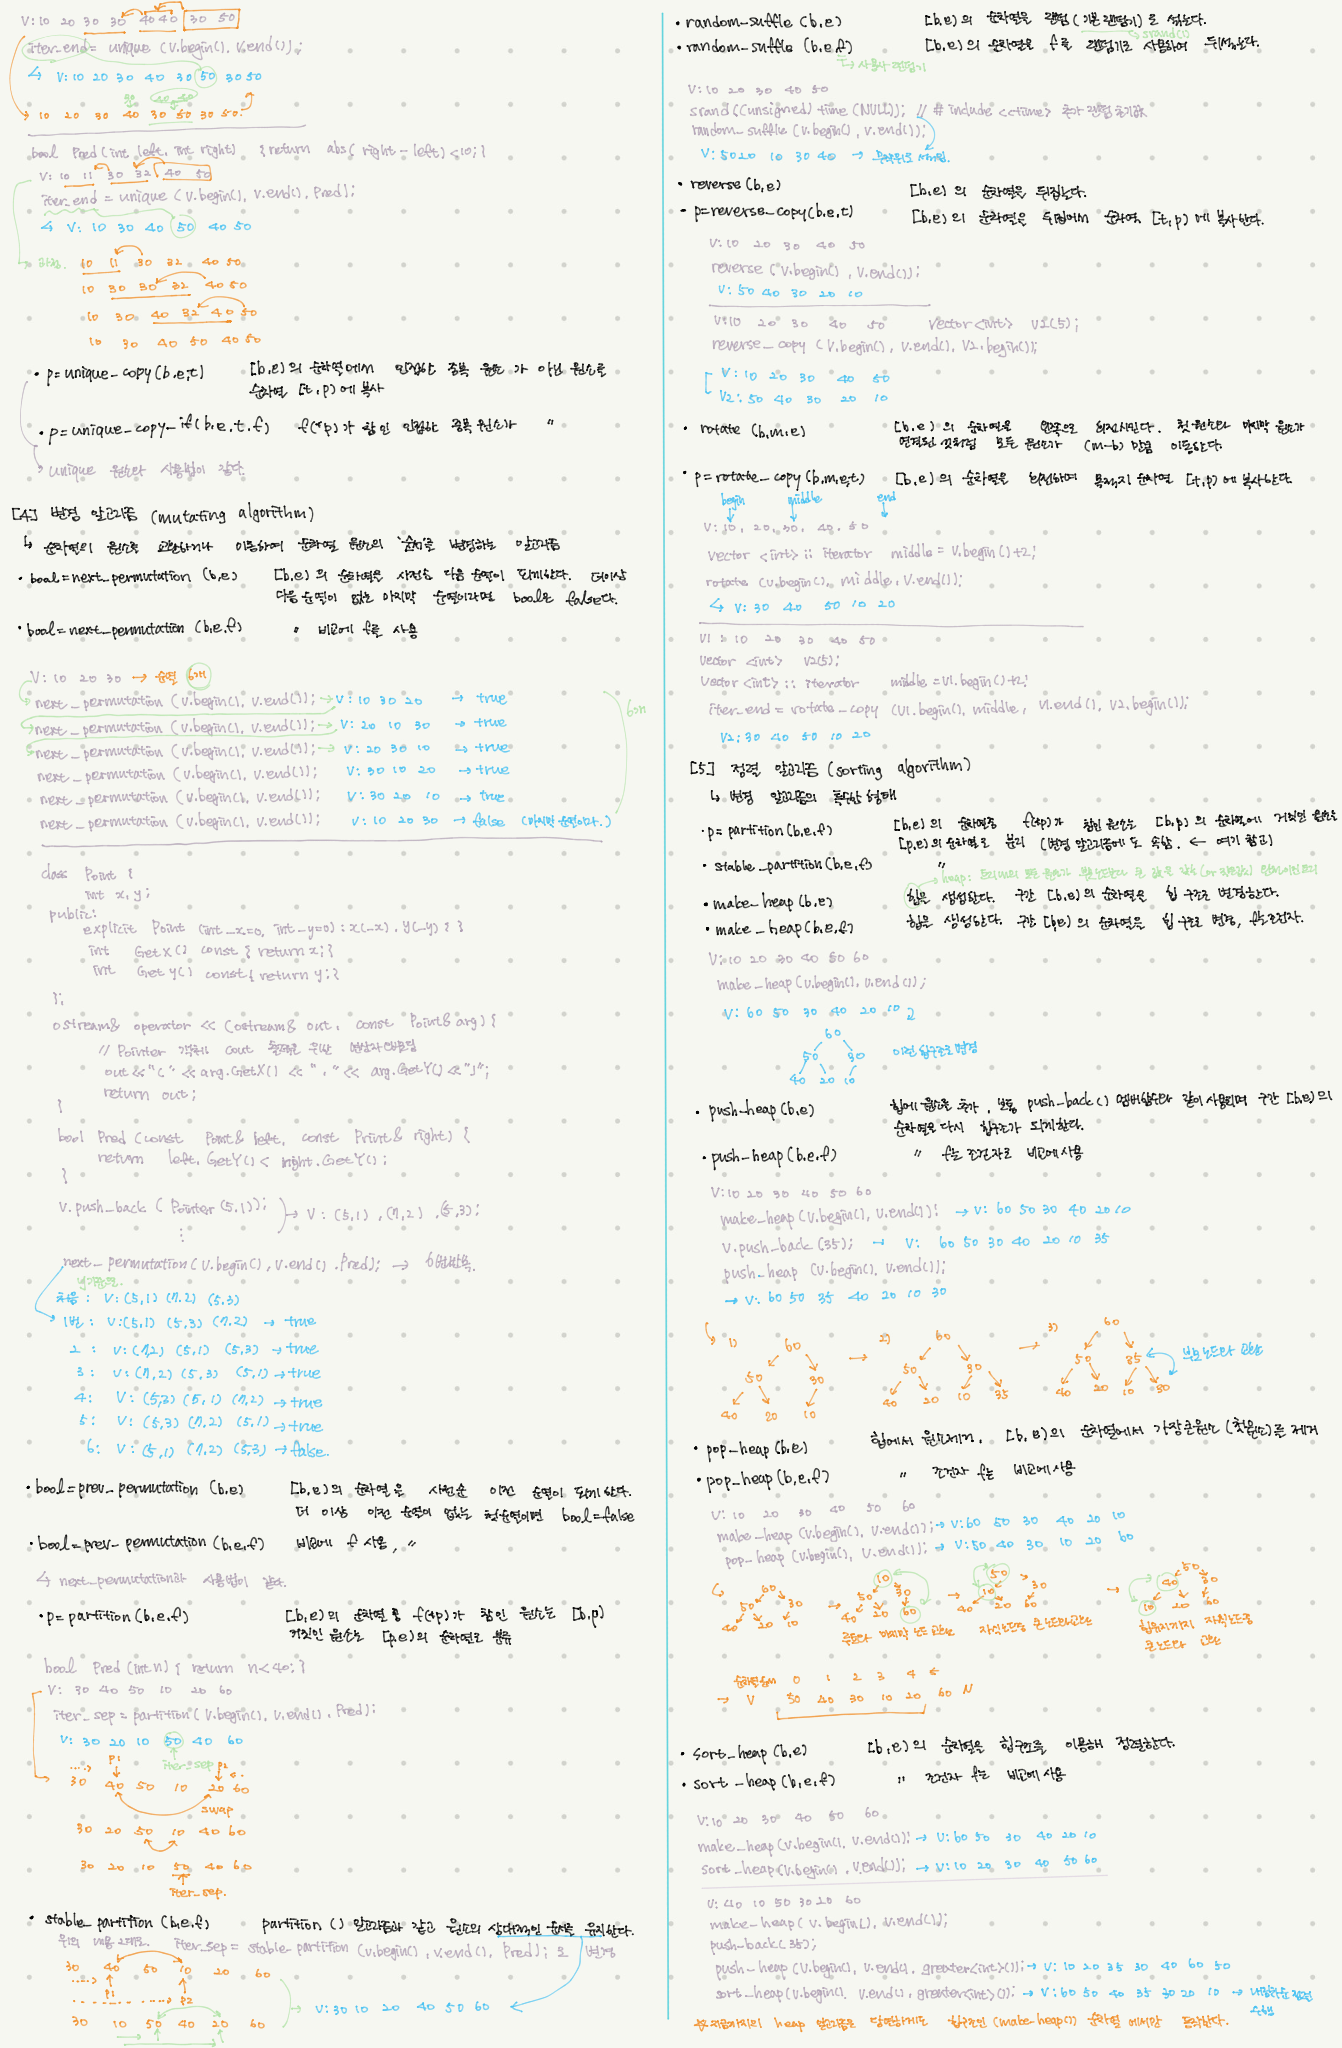 V: 10 20 30 30 40 40 30 50
iter_end = unique (v.begin(), v.end());
↳ V: 10 20 30 40 30 50 30 50
10 20 30 40 30 50 30 50
bool Pred(int left, int right) { return abs(right - left) < 10; }
V: 10 11 30 32 40 50
iter_end = unique (v.begin(), v.end(), Pred);
↳ V: 10 30 40 50 40 50
10 11 30 32 40 50
10 30 30 32 40 50
10 30 40 32 40 50
10 30 40 50 40 50
• p = unique_copy(b,e,t) [b,e)의 순차열에서 인접한 중복 원소가 아닌 원소를
순차열 [t,p)에 복사
• p = unique_copy_if(b,e,t,f) f(*p)가 참인 인접한 중복 원소가 "
unique 원소와 사용법이 같다.
[4] 변경 알고리즘 (mutating algorithm)
↳ 순차열의 원소를 교환하거나 이동하여 순차열 원소의 '순서'를 변경하는 알고리즘
• bool = next_permutation (b,e) [b,e)의 순차열은 사전순 다음 순열이 되게한다. 더이상
다음 순열이 없는 마지막 순열이라면 bool은 false다.
• bool = next_permutation (b,e,f) " 비교에 f를 사용
V: 10 20 30 → 순열 6개
next_permutation (v.begin(), v.end()); → V: 10 30 20 → true
next_permutation (v.begin(), v.end()); → V: 20 10 30 → true
next_permutation (v.begin(), v.end()); → V: 20 30 10 → true
next_permutation (v.begin(), v.end()); V: 30 10 20 → true
next_permutation (v.begin(), v.end()); V: 30 20 10 → true
next_permutation (v.begin(), v.end()); V: 10 20 30 → false (마지막 순열이다.)
6개
class Point {
int x, y;
public:
explicit Point (int _x=0, int _y=0) : x(_x), y(_y) { }
int GetX() const { return x; }
int GetY() const { return y; }
};
ostream& operator << (ostream& out, const Point& arg) {
// Pointer 객체의 cout 출력을 위한 연산자 오버로딩
out << "(" << arg.GetX() << "," << arg.GetY() << ")";
return out;
}
bool Pred (const Point& left, const Print& right) {
return left.GetY() < right.GetY();
}
v.push_back ( Pointer (5,1)); → V: (5,1), (7,2), (5,3);
⋮
next_permutation (v.begin(), v.end(), Pred); → 6번반복.
처음: V: (5,1) (7,2) (5,3)
1번: V: (5,1) (5,3) (7,2) → true
2: V: (7,2) (5,1) (5,3) → true
3: V: (7,2) (5,3) (5,1) → true
4: V: (5,3) (5,1) (7,2) → true
5: V: (5,3) (7,2) (5,1) → true
6: V: (5,1) (7,2) (5,3) → false.
• bool = prev_permutation (b,e) [b,e)의 순차열은 사전순 이전 순열이 되게 한다.
더 이상 이전 순열이 없는 첫순열이면 bool = false
• bool = prev_permutation (b,e,f) 비교에 f 사용, "
↳ next_permutation과 사용법이 같다.
• p = partition (b,e,f) [b,e)의 순차열 중 f(*p)가 참인 원소는 [b,p)
거짓인 원소는 [p,e)의 순차열로 분류
bool Pred (int n) { return n < 40; }
V: 30 40 50 10 20 60
iter_sep = partition (v.begin(), v.end(), Pred);
V: 30 20 10 50 40 60
iter_sep
P1 P2
30 40 50 10 20 60
swap
30 20 50 10 40 60
30 20 10 50 40 60
iter_sep.
• stable_partition (b,e,f) partition () 알고리즘과 같고 원소의 상대적인 순서를 유지한다.
위의 내용 그대로. iter_sep = stable_partition (v.begin(), v.end(), Pred); 로 변경
30 40 50 10 20 60
P1 P2
30 10 50 40 20 60
→ V: 30 10 20 40 50 60
• random_suffle (b,e) [b,e)의 순차열을 랜덤(기본 랜덤기)로 섞는다.
srand()
• random_suffle (b,e,f) [b,e)의 순차열을 f를 랜덤기로 사용하여 뒤섞는다.
↳ 사용자 랜덤기
V: 10 20 30 40 50
srand((unsigned)time(NULL)); // #include <ctime> 추가 랜덤 초기값
random_suffle (v.begin(), v.end());
V: 50 20 10 30 40 → 무작위로 섞임.
• reverse (b,e) [b,e)의 순차열을 뒤집는다.
• p = reverse_copy(b,e,t) [b,e)의 순차열을 뒤집어서 순차열 [t,p)에 복사한다.
V: 10 20 30 40 50
reverse (v.begin(), v.end());
V: 50 40 30 20 10
V: 10 20 30 40 50 vector<int> V2(5);
reverse_copy (v.begin(), v.end(), V2.begin());
V: 10 20 30 40 50
V2: 50 40 30 20 10
• rotate (b,m,e) [b,e)의 순차열을 왼쪽으로 회전시킨다. 첫 원소와 마지막 원소가
연결된 것처럼 모든 원소가 (m-b)만큼 이동한다.
• p = rotate_copy (b,m,e,t) [b,e)의 순차열을 회전하여 목적지 순차열 [t,p)에 복사한다
begin middle end
V: 10, 20, 30, 40, 50
vector <int> :: iterator middle = v.begin()+2;
rotate (v.begin(), middle, v.end());
↳ V: 30 40 50 10 20
V1: 10 20 30 40 50
vector <int> V2(5);
vector <int> :: iterator middle = V1.begin()+2;
iter_end = rotate_copy (V1.begin(), middle, V1.end(), V2.begin());
V2: 30 40 50 10 20
[5] 정렬 알고리즘 (sorting algorithm)
↳ 변경 알고리즘의 특수한 형태
• p = partition (b,e,f) [b,e)의 순차열중 f(*p)가 참인 원소는 [b,p)의 순차열에 거짓인 원소는
[p,e)의 순차열로 분리 (변경 알고리즘에도 속함. ← 여기 참고)
• stable_partition (b,e,f) "
• make_heap (b,e) 힙을 생성한다. 구간 [b,e)의 순차열은 힙 구조로 변경한다.
• make_heap (b,e,f) 힙을 생성한다. 구간 [b,e)의 순차열을 힙 구조로 변경, f는조건자.
V: 10 20 30 40 50 60
make_heap (v.begin(), v.end());
V: 60 50 30 40 20 10
60
50 30
40 20 10
이런 힙구조로 변경
• push_heap (b,e) 힙에 원소를 추가, 보통 push_back() 멤버함수와 같이 사용되며 구간 [b,e)의
순차열을 다시 힙구조가 되게한다.
• push_heap (b,e,f) " f는 조건자로 비교에 사용
V: 10 20 30 40 50 60
make_heap (v.begin(), v.end()); → V: 60 50 30 40 20 10
v.push_back (35); → V: 60 50 30 40 20 10 35
push_heap (v.begin(), v.end());
→ V: 60 50 35 40 20 10 30
1) 60 → 2) 60 → 3) 60
50 30 50 30 50 35 부모노드와 교환
40 20 10 40 20 10 35 40 20 10 30
• pop_heap (b,e) 힙에서 원소제거, [b,e)의 순차열에서 가장큰원소 (첫원소)를 제거
• pop_heap (b,e,f) " 조건자 f는 비교에 사용
V: 10 20 30 40 50 60
make_heap (v.begin(), v.end()); → V: 60 50 30 40 20 10
pop_heap (v.begin(), v.end()); → V: 50 40 30 10 20 60
60 10 50 50
50 30 50 30 10 30 40 30
40 20 10 40 20 60 40 20 60 10 20 60
루트와 마지막 노드 교환 자식노드중 큰노드와교환 힙유지까지 자식노드중
큰노드와 교환
0 1 2 3 4 5
→ V 50 40 30 10 20 60 N
• sort_heap (b,e) [b,e)의 순차열을 힙구조를 이용해 정렬한다.
• sort_heap (b,e,f) " 조건자 f는 비교에 사용
V: 10 20 30 40 50 60
make_heap (v.begin(), v.end()); → V: 60 50 30 40 20 10
sort_heap (v.begin(), v.end()); → V: 10 20 30 40 50 60
V: 40 10 50 30 20 60
make_heap( v.begin(), v.end());
push_back(35);
push_heap (v.begin(), v.end(), greater<int>()); → V: 10 20 35 30 40 60 50
sort_heap (v.begin(), v.end(), greater<int>()); → V: 60 50 40 35 30 20 10 → 내림차순 정렬
수행
※ 지금까지의 heap 알고리즘은 당연하게도 힙구조인 (make_heap()) 순차열 에서만 동작한다.